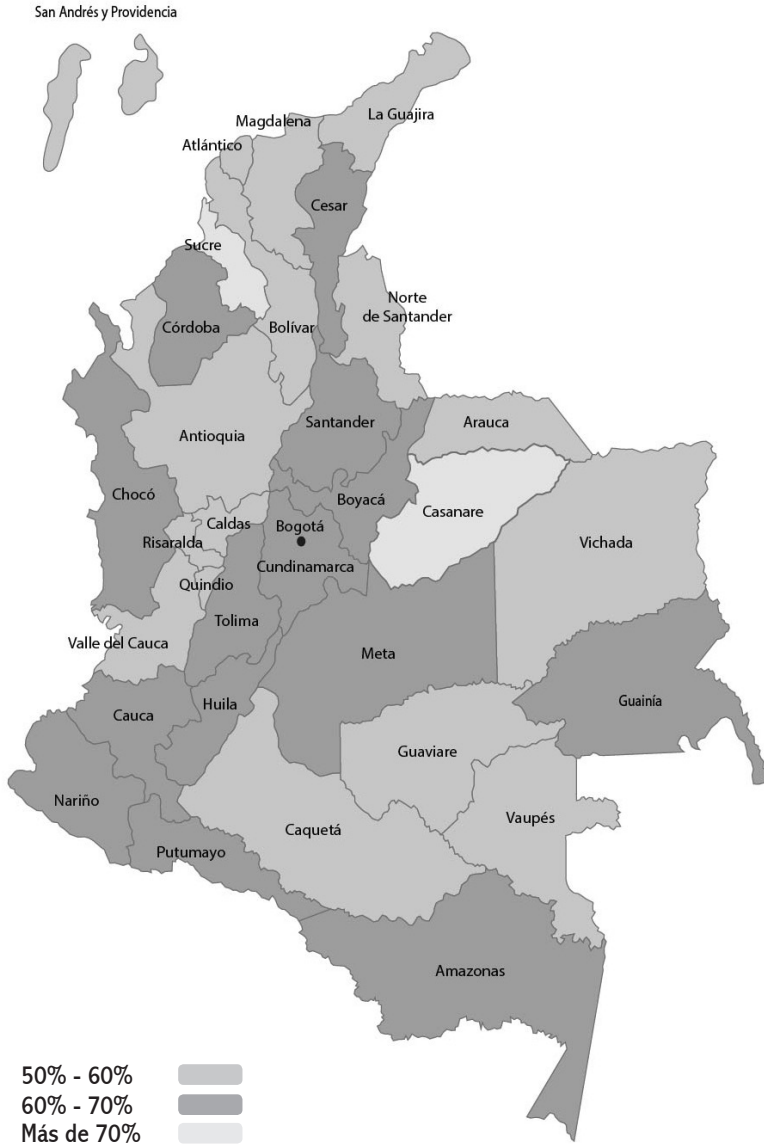 San Andrés y Providencia
La Guajira
Magdalena
Atlántico
Cesar
Sucre
Norte
de Santander
Córdoba
Bolívar
Santander
Arauca
Antioquia
Chocó
Boyacá
Casanare
Caldas
Bogotá
Risaralda
Vichada
Cundinamarca
Quindio
Tolima
Valle del Cauca
Meta
Guainía
Huila
Cauca
Guaviare
Nariño
Vaupés
Caquetá
Putumayo
Amazonas
50% - 60%
60% - 70%
Más de 70%